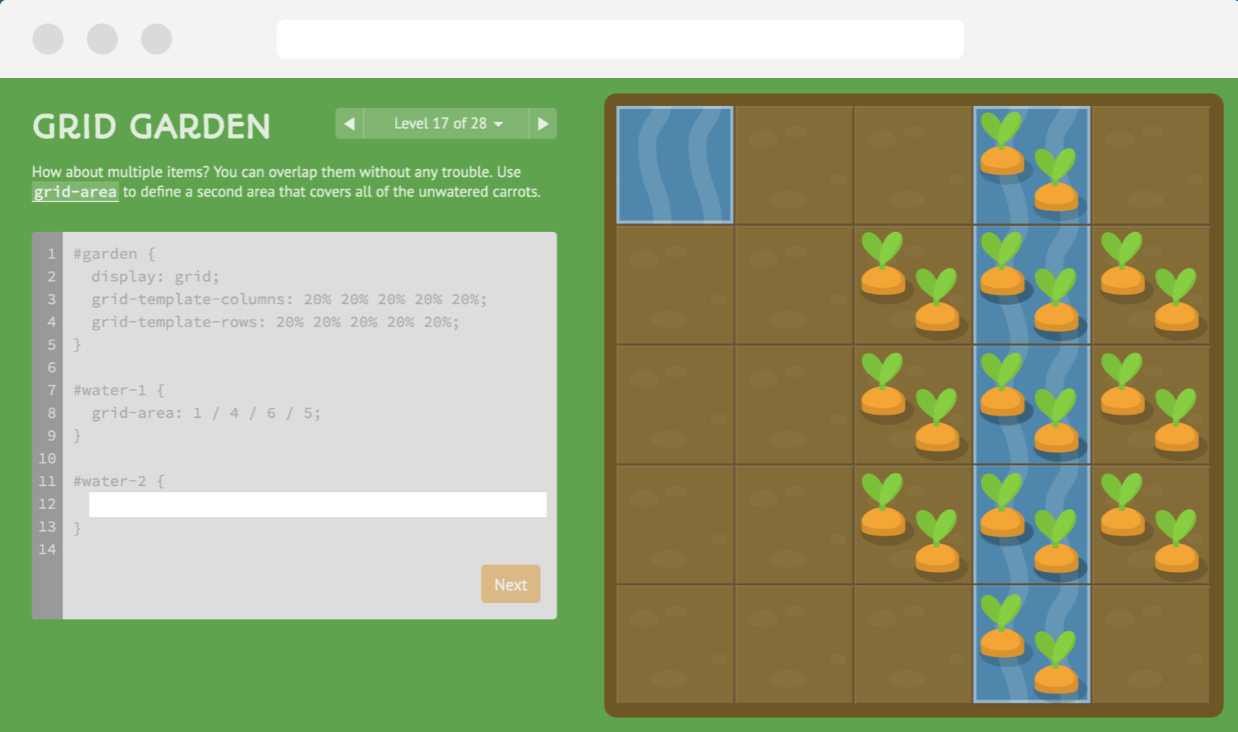 GRID GARDEN
Level 17 of 28
How about multiple items? You can overlap them without any trouble. Use
grid-area to define a second area that covers all of the unwatered carrots.
1 #garden {
2 display: grid;
3 grid-template-columns: 20% 20% 20% 20% 20%;
4 grid-template-rows: 20% 20% 20% 20% 20%;
5 }
6
7 #water-1 {
8 grid-area: 1 / 4 / 6 / 5;
9 }
10
11 #water-2 {
12
13 }
14
Next